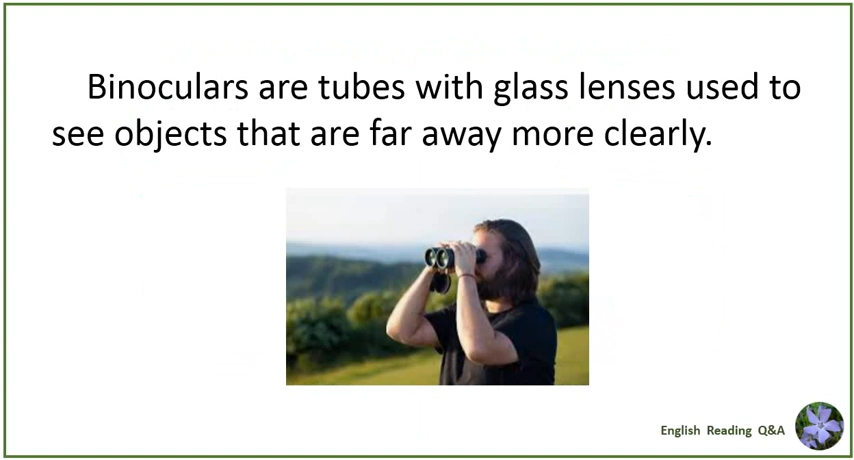 Binoculars are tubes with glass lenses used to
see objects that are far away more clearly.
English Reading Q&A